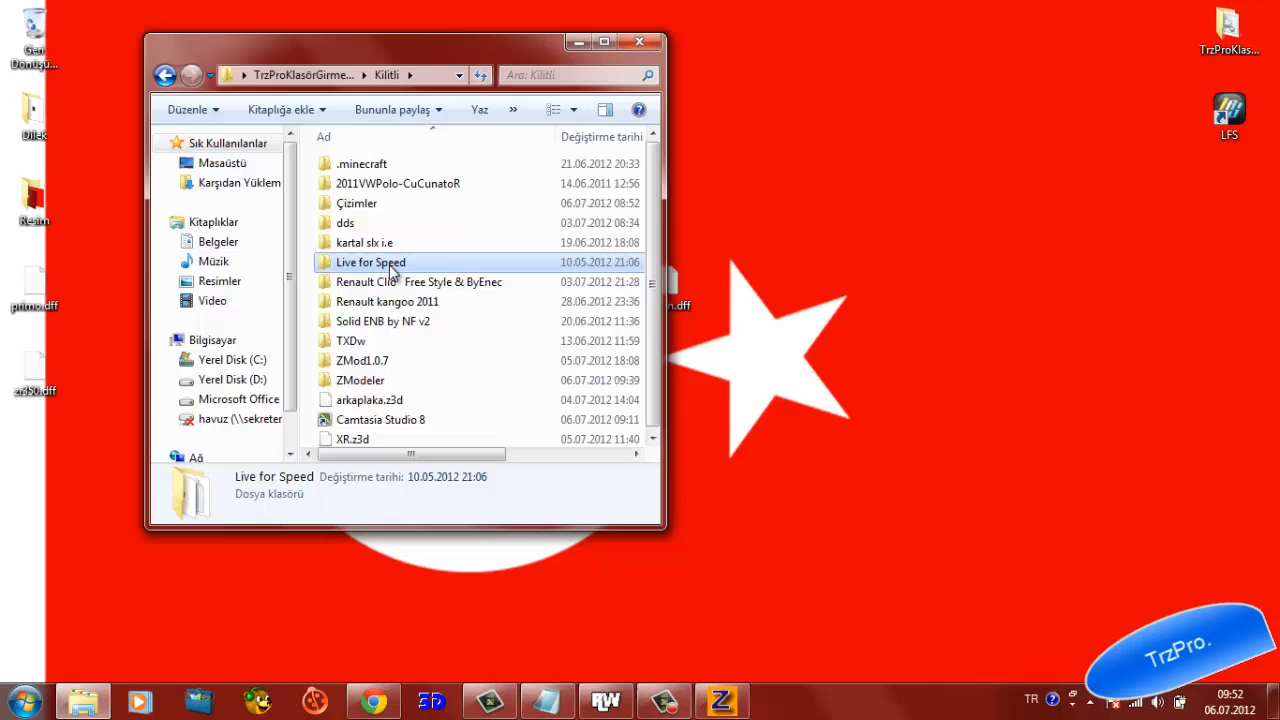 Geri
Dönüşü...
Dilek
Resim
primo.dff
zr350.dff
TrzProKlasörGirme...
Kilitli
Ara: Kilitli
Düzenle
Kitaplığa ekle
Bununla paylaş
Yaz
»
Sık Kullanılanlar
Masaüstü
Karşıdan Yüklem
Kitaplıklar
Belgeler
Müzik
Resimler
Video
Bilgisayar
Yerel Disk (C:)
Yerel Disk (D:)
Microsoft Office
havuz (\\sekreter
Ağ
Ad
Değiştirme tarihi
.minecraft 21.06.2012 20:33
2011VWPolo-CuCunatoR 14.06.2011 12:56
Çizimler 06.07.2012 08:52
dds 03.07.2012 08:34
kartal slx i.e 19.06.2012 18:08
Live for Speed 10.05.2012 21:06
Renault Clio Free Style & ByEnec 03.07.2012 21:28
Renault kangoo 2011 28.06.2012 23:36
Solid ENB by NF v2 20.06.2012 11:36
TXDw 13.06.2012 11:59
ZMod1.0.7 05.07.2012 18:08
ZModeler 06.07.2012 09:39
arkaplaka.z3d 04.07.2012 14:04
Camtasia Studio 8 06.07.2012 09:11
XR.z3d 05.07.2012 11:40
Live for Speed Değiştirme tarihi: 10.05.2012 21:06
Dosya klasörü
n.dff
TrzProKlas...
LFS
TrzPro.
3D
RW
Z
TR
09:52
06.07.2012